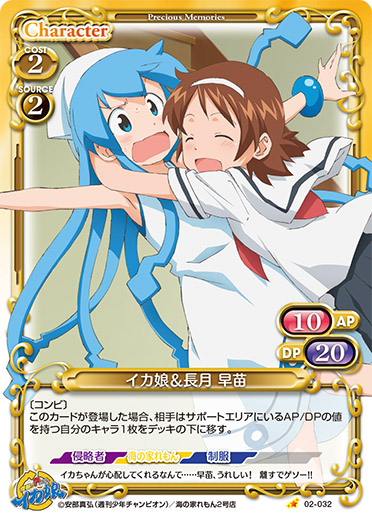 Precious Memories
Character
COST
2
SOURCE
2
10 AP
DP 20
イカ娘&長月 早苗
〔コンビ〕
このカードが登場した場合、相手はサポートエリアにいるAP/DPの値
を持つ自分のキャラ1枚をデッキの下に移す。
侵略者 海の家れもん 制服
イカちゃんが心配してくれるなんて……早苗、うれしい! 離すでゲソー!!
侵略!?イカ娘
©安部真弘(週刊少年チャンピオン)/海の家れもん2号店
02-032